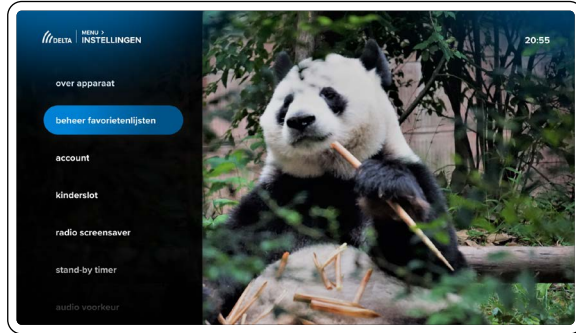 DELTA
MENU >
INSTELLINGEN
20:55
over apparaat
beheer favorietenlijsten
account
kinderslot
radio screensaver
stand-by timer
audio voorkeur